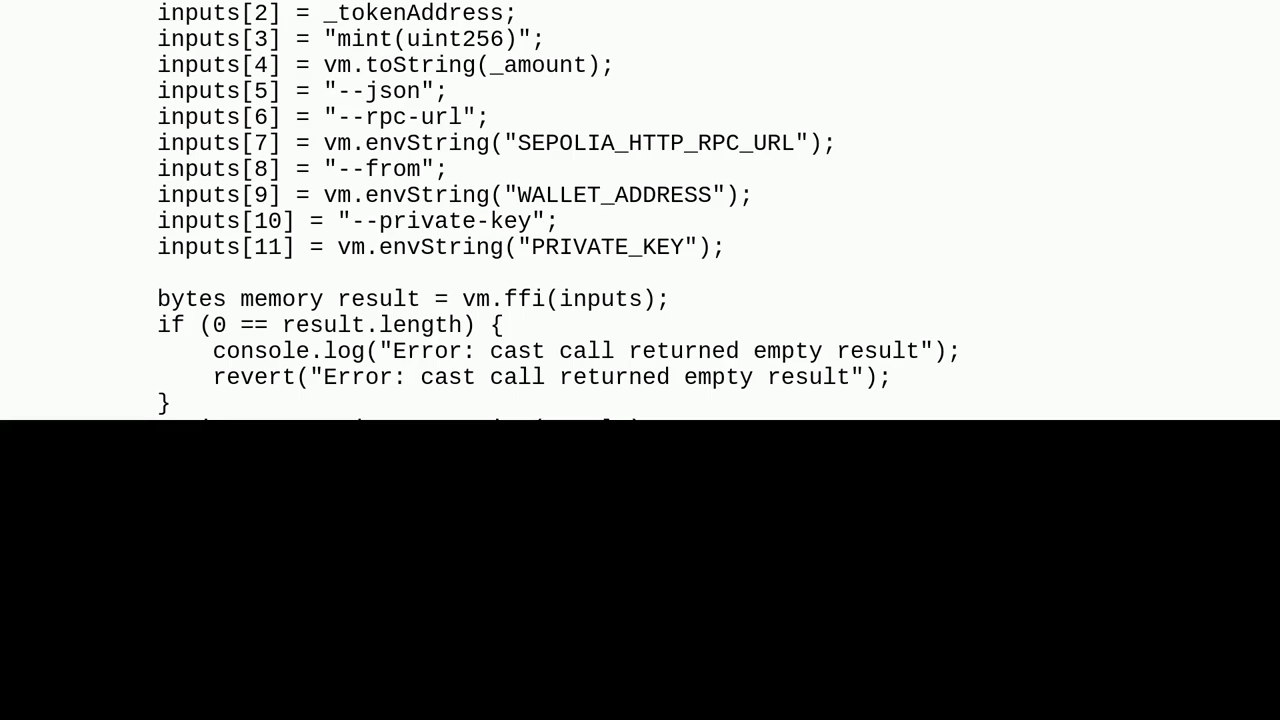 inputs[2] = _tokenAddress;
inputs[3] = "mint(uint256)";
inputs[4] = vm.toString(_amount);
inputs[5] = "--json";
inputs[6] = "--rpc-url";
inputs[7] = vm.envString("SEPOLIA_HTTP_RPC_URL");
inputs[8] = "--from";
inputs[9] = vm.envString("WALLET_ADDRESS");
inputs[10] = "--private-key";
inputs[11] = vm.envString("PRIVATE_KEY");
bytes memory result = vm.ffi(inputs);
if (0 == result.length) {
console.log("Error: cast call returned empty result");
revert("Error: cast call returned empty result");
}